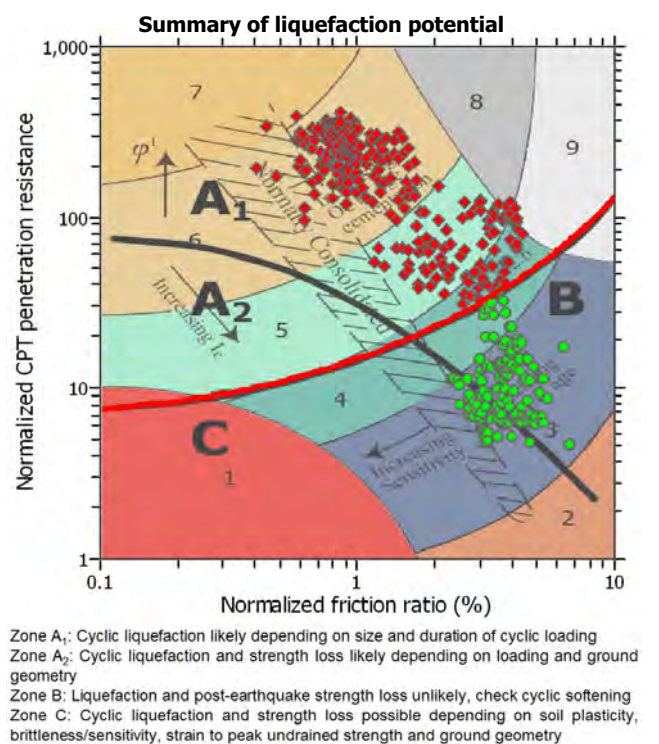 Summary of liquefaction potential
1,000
7
8
9
φ'
A1
Normally Consolidated
cementation
100
6
A2
B
Increasing Ic
5
10
4
C
Increasing
Sensitivity
3
1
2
1
0.1
1
10
Normalized CPT penetration resistance
Normalized friction ratio (%)
Zone A1: Cyclic liquefaction likely depending on size and duration of cyclic loading
Zone A2: Cyclic liquefaction and strength loss likely depending on loading and ground
geometry
Zone B: Liquefaction and post-earthquake strength loss unlikely, check cyclic softening
Zone C: Cyclic liquefaction and strength loss possible depending on soil plasticity,
brittleness/sensitivity, strain to peak undrained strength and ground geometry